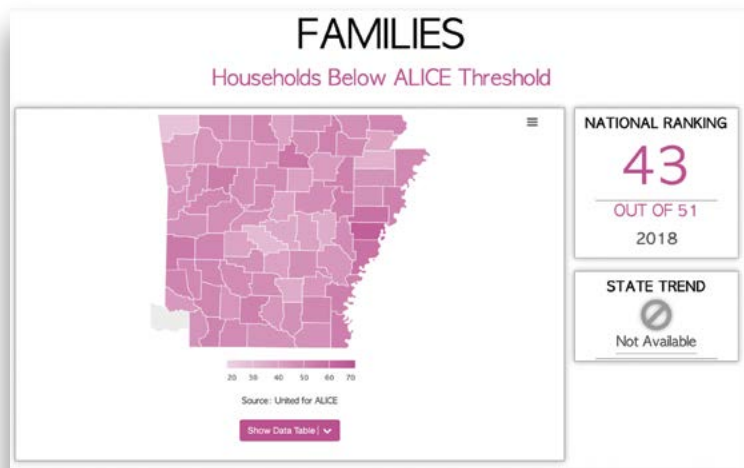 FAMILIES
Households Below ALICE Threshold
NATIONAL RANKING
43
OUT OF 51
2018
STATE TREND
Not Available
20 30 40 50 60 70
Source: United for ALICE
Show Data Table